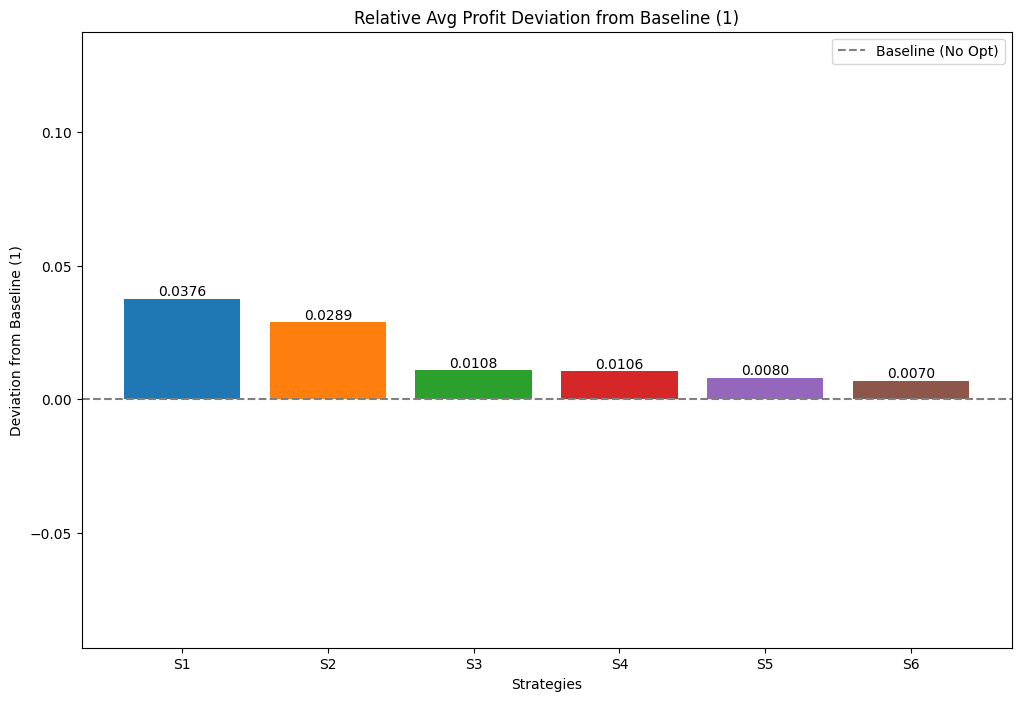 Relative Avg Profit Deviation from Baseline (1)
Baseline (No Opt)
Deviation from Baseline (1)
0.10
0.05
0.00
−0.05
0.0376
0.0289
0.0108
0.0106
0.0080
0.0070
S1
S2
S3
S4
S5
S6
Strategies